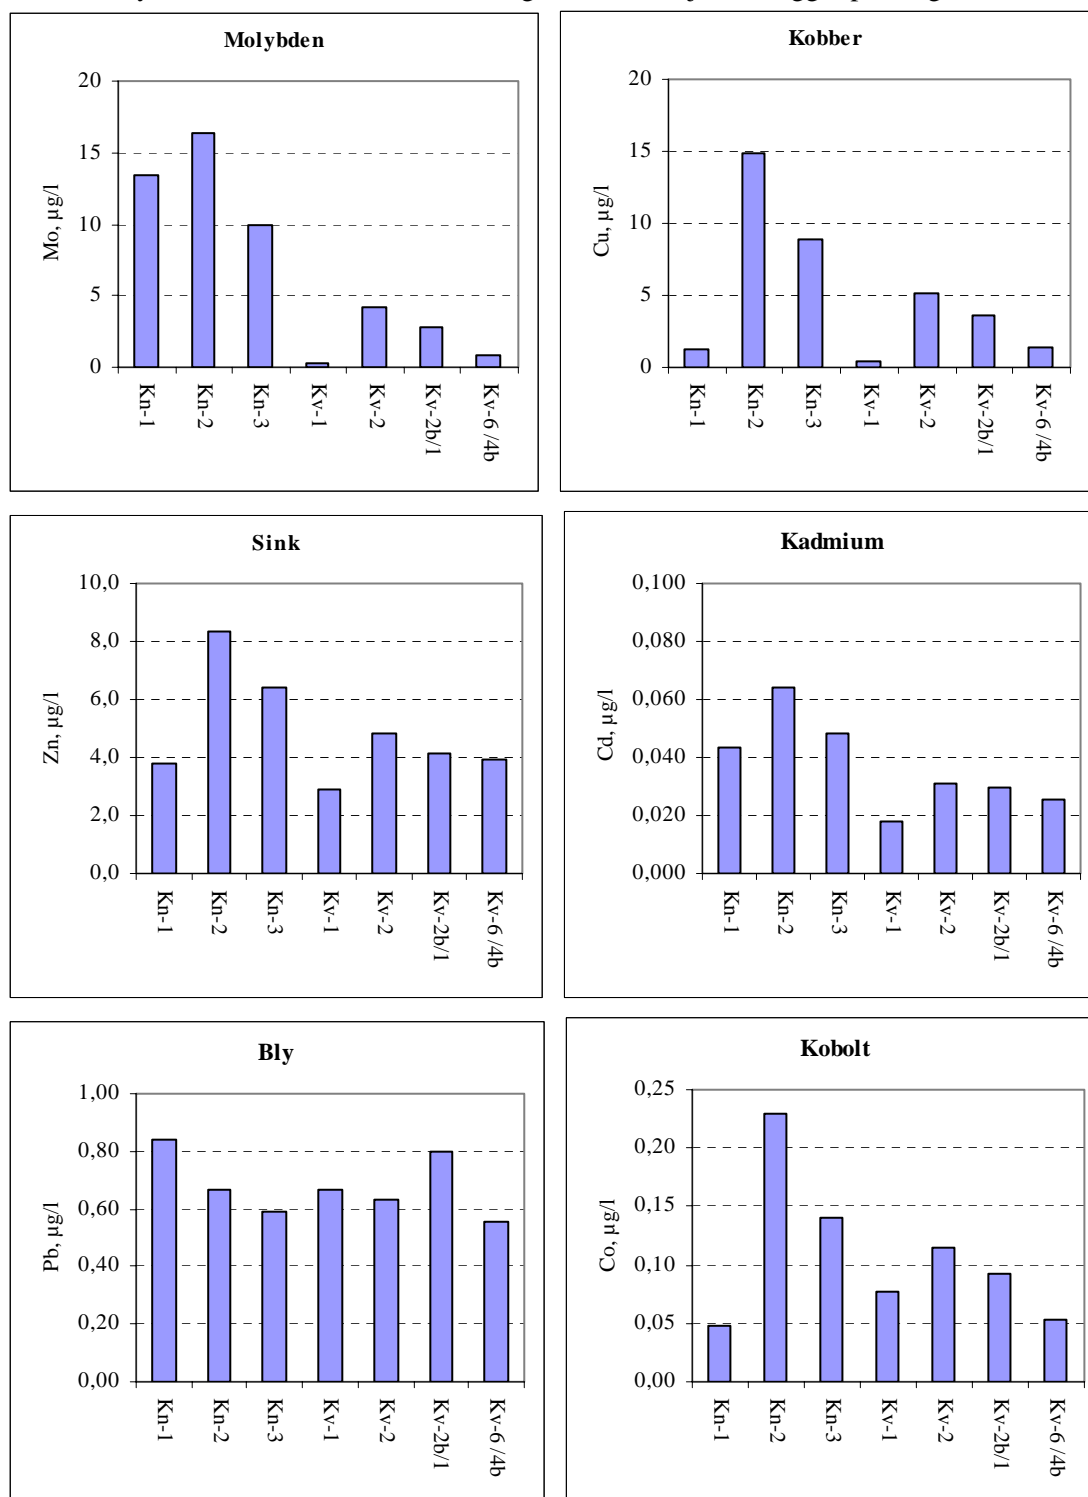 Molybden
Mo, µg/l
20
15
10
5
0
Kn-1
Kn-2
Kn-3
Kv-1
Kv-2
Kv-2b/1
Kv-6 /4b
Kobber
Cu, µg/l
20
15
10
5
0
Kn-1
Kn-2
Kn-3
Kv-1
Kv-2
Kv-2b/1
Kv-6 /4b
Sink
Zn, µg/l
10,0
8,0
6,0
4,0
2,0
0,0
Kn-1
Kn-2
Kn-3
Kv-1
Kv-2
Kv-2b/1
Kv-6 /4b
Kadmium
Cd, µg/l
0,100
0,080
0,060
0,040
0,020
0,000
Kn-1
Kn-2
Kn-3
Kv-1
Kv-2
Kv-2b/1
Kv-6 /4b
Bly
Pb, µg/l
1,00
0,80
0,60
0,40
0,20
0,00
Kn-1
Kn-2
Kn-3
Kv-1
Kv-2
Kv-2b/1
Kv-6 /4b
Kobolt
Co, µg/l
0,25
0,20
0,15
0,10
0,05
0,00
Kn-1
Kn-2
Kn-3
Kv-1
Kv-2
Kv-2b/1
Kv-6 /4b